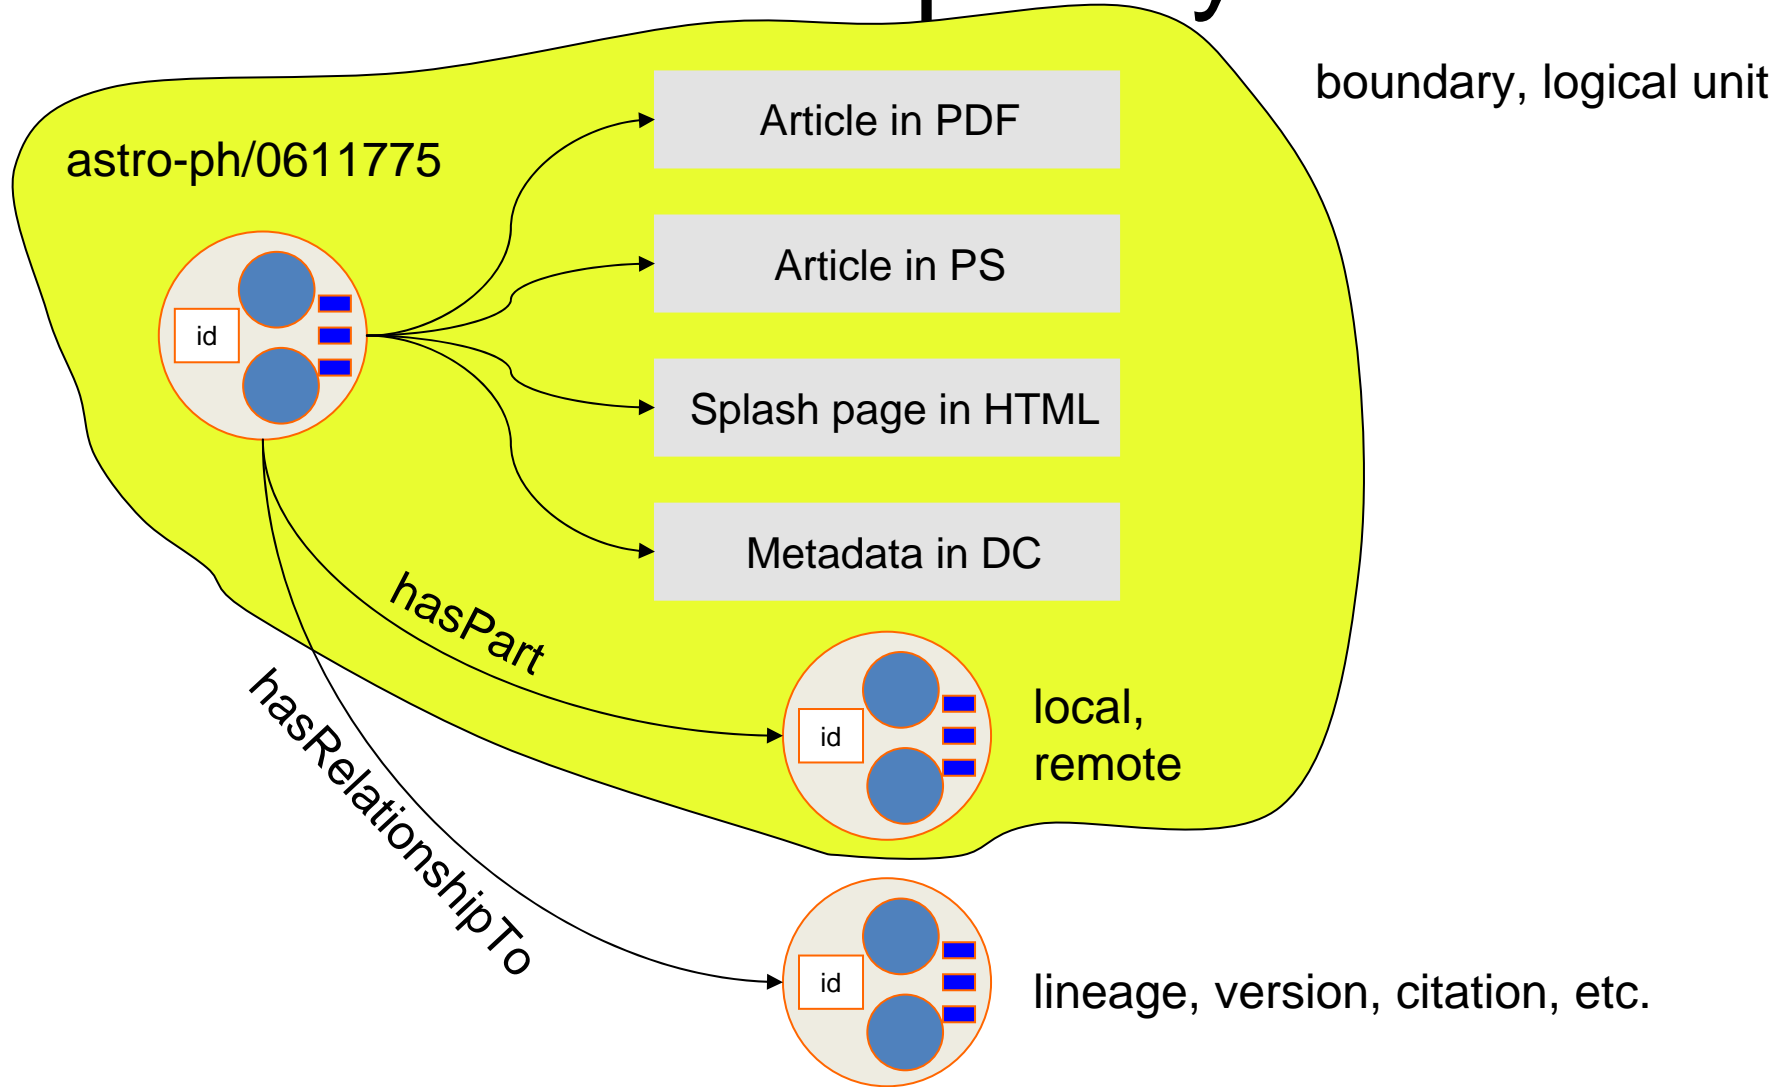 boundary, logical unit
astro-ph/0611775
Article in PDF
Article in PS
id
Splash page in HTML
Metadata in DC
hasPart
hasRelationshipTo
id
local,
remote
id
lineage, version, citation, etc.